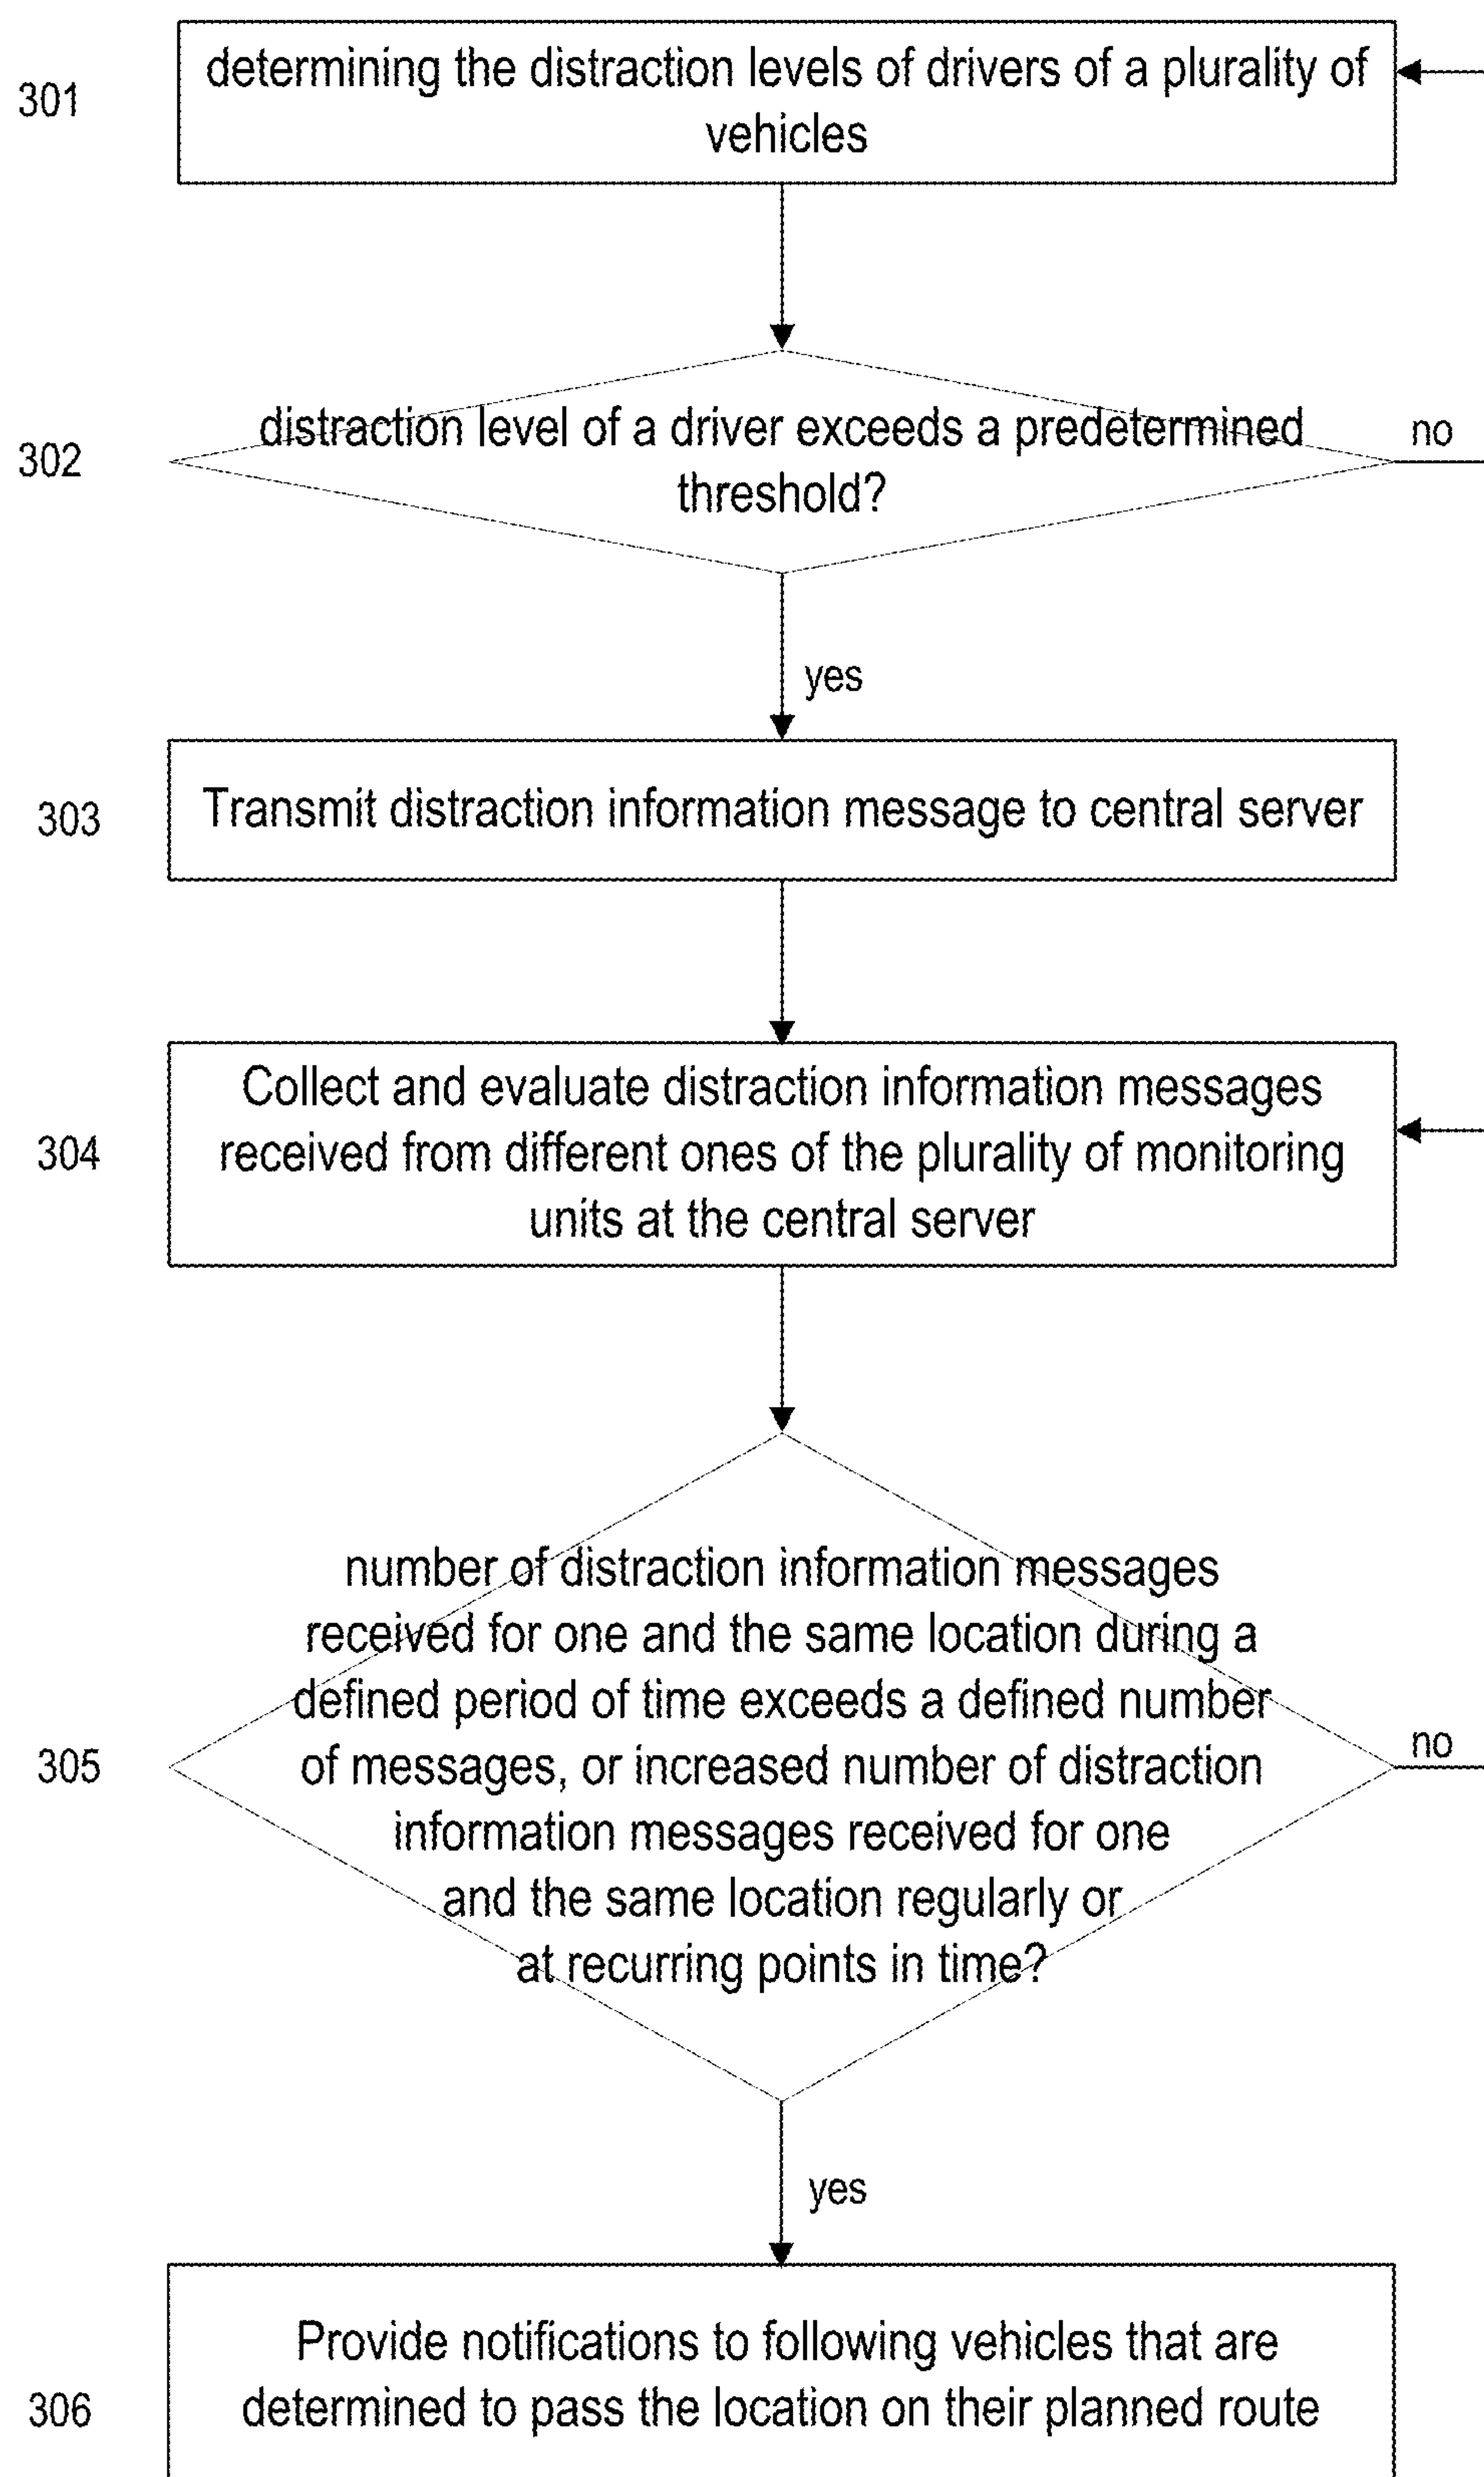 determining the distraction levels of drivers of a plurality of
vehicles
301
distraction level of a driver exceeds a predetermined
threshold?
302
no
yes
Transmit distraction information message to central server
303
Collect and evaluate distraction information messages
received from different ones of the plurality of monitoring
units at the central server
304
number of distraction information messages
received for one and the same location during a
defined period of time exceeds a defined number
of messages, or increased number of distraction
information messages received for one
and the same location regularly or
at recurring points in time?
305
no
yes
Provide notifications to following vehicles that are
determined to pass the location on their planned route
306